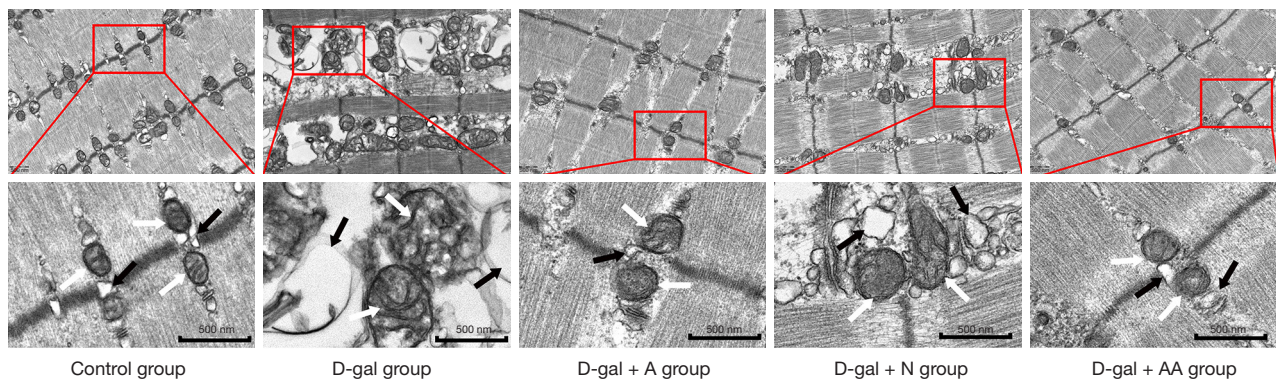 500 nm
500 nm
500 nm
500 nm
500 nm
Control group
D-gal group
D-gal + A group
D-gal + N group
D-gal + AA group